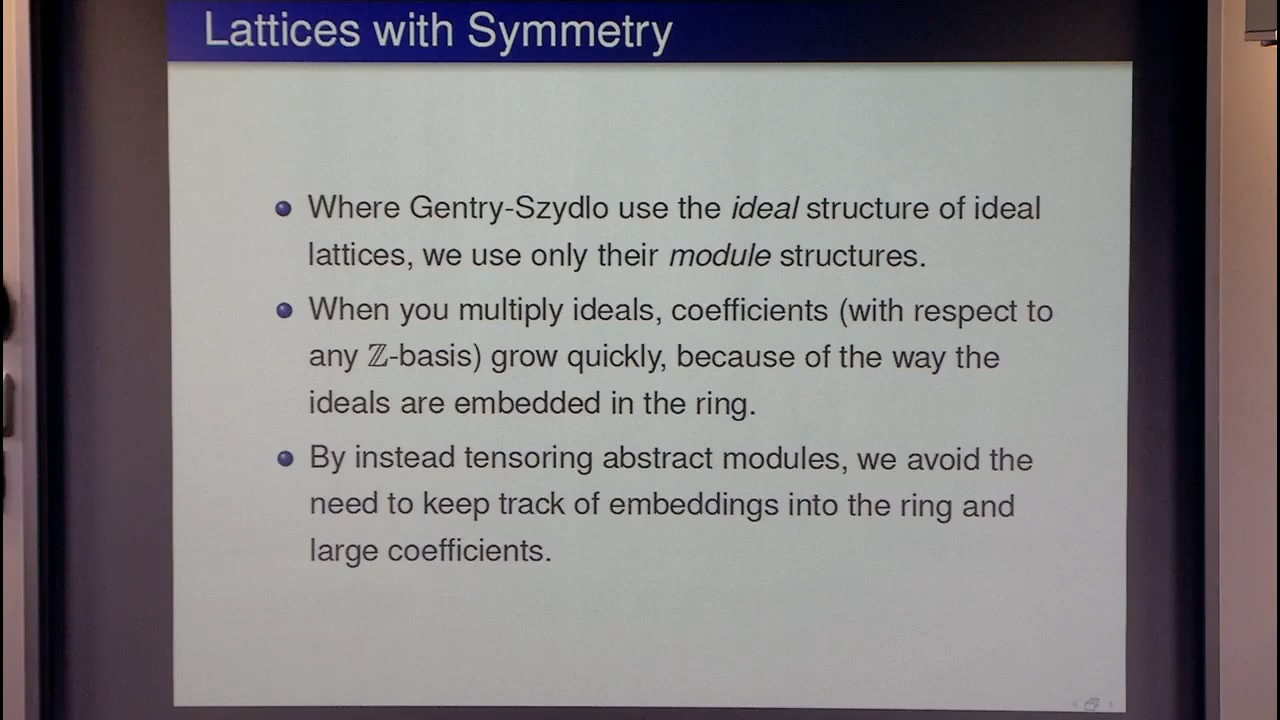 Lattices with Symmetry
Where Gentry-Szydlo use the ideal structure of ideal
lattices, we use only their module structures.
When you multiply ideals, coefficients (with respect to
any ℤ-basis) grow quickly, because of the way the
ideals are embedded in the ring.
By instead tensoring abstract modules, we avoid the
need to keep track of embeddings into the ring and
large coefficients.